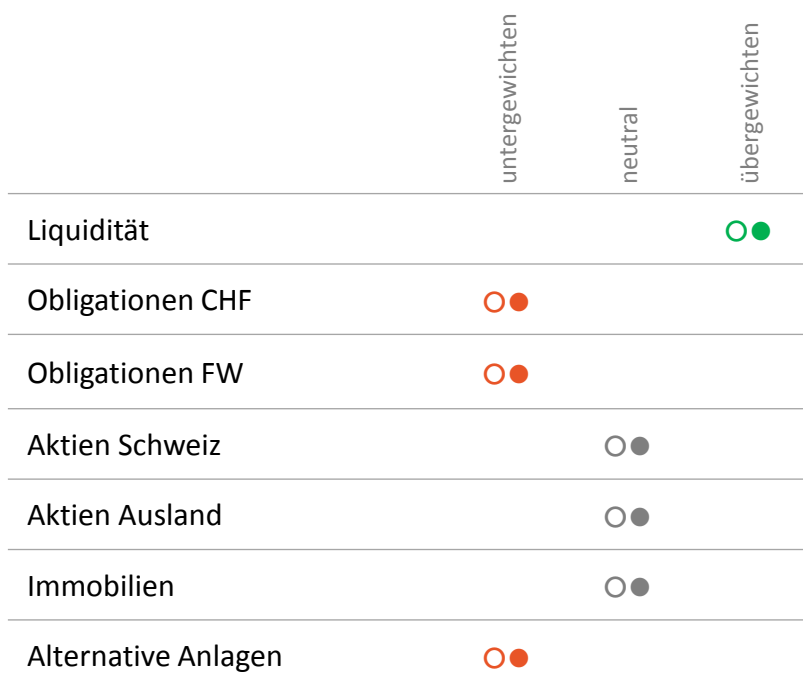 untergewichten
neutral
übergewichten
Liquidität
Obligationen CHF
Obligationen FW
Aktien Schweiz
Aktien Ausland
Immobilien
Alternative Anlagen